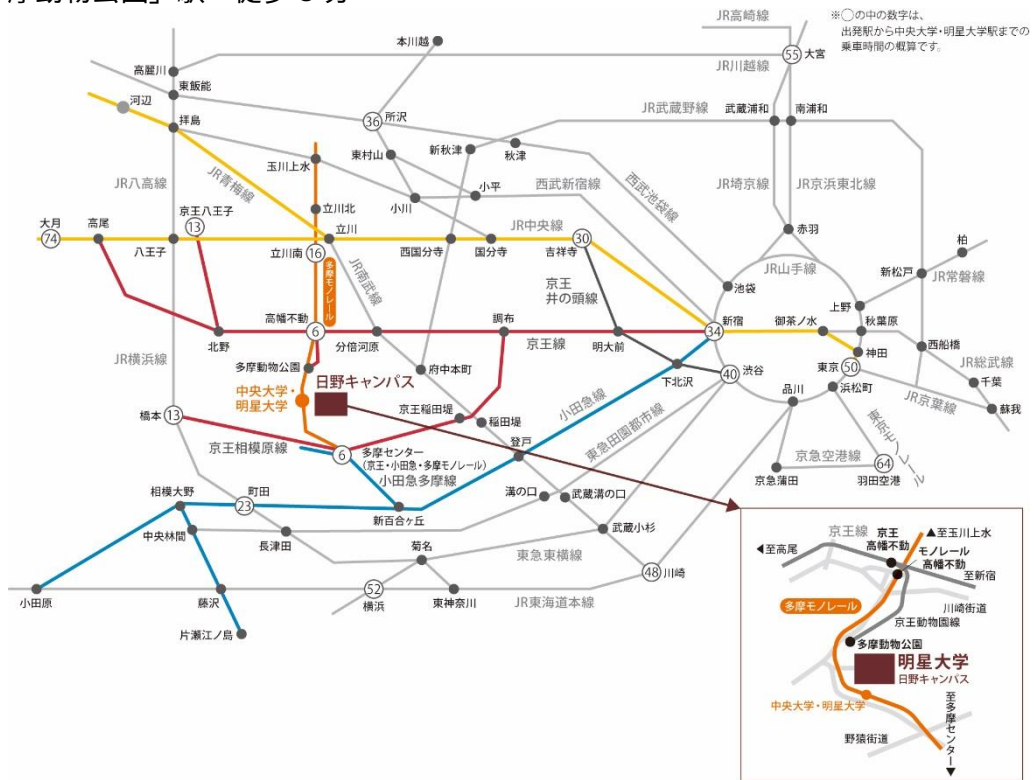 摩動物公園」駅 徒歩8分
※◯の中の数字は、
出発駅から中央大学・明星大学駅までの
乗車時間の概算です。
JR高崎線
本川越
55 大宮
高麗川
JR川越線
東飯能
河辺
JR武蔵野線
武蔵浦和
南浦和
36 所沢
拝島
新秋津
秋津
東村山
玉川上水
JR八高線
JR青梅線
小平
西武新宿線
西武池袋線
JR埼京線
JR京浜東北線
小川
京王八王子
13
立川北
大月
74
高尾
立川
JR中央線
30
吉祥寺
赤羽
柏
八王子
立川南
16
西国分寺
国分寺
JR山手線
新松戸
JR常磐線
JR南武線
京王
井の頭線
池袋
多摩モノレール
上野
高幡不動
6
調布
新宿
34
御茶ノ水
秋葉原
北野
分倍河原
京王線
明大前
神田
西船橋
JR総武線
JR横浜線
多摩動物公園
府中本町
下北沢
40 渋谷
東京 50
千葉
中央大学・
明星大学
日野キャンパス
品川
浜松町
JR京葉線
蘇我
橋本
13
京王稲田堤
稲田堤
小田急線
東急田園都市線
東京モノレール
京王相模原線
6
多摩センター
(京王・小田急・多摩モノレール)
登戸
京急空港線
64
羽田空港
小田急多摩線
京急蒲田
相模大野
町田
23
溝の口
武蔵溝の口
新百合ヶ丘
中央林間
長津田
武蔵小杉
菊名
東急東横線
48 川崎
小田原
藤沢
52
横浜
東神奈川
JR東海道本線
片瀬江ノ島
京王線
▲至玉川上水
◀至高尾
京王
高幡不動
モノレール
高幡不動
至新宿
多摩モノレール
川崎街道
京王動物園線
多摩動物公園
明星大学
日野キャンパス
中央大学・明星大学
至多摩センター▼
野猿街道